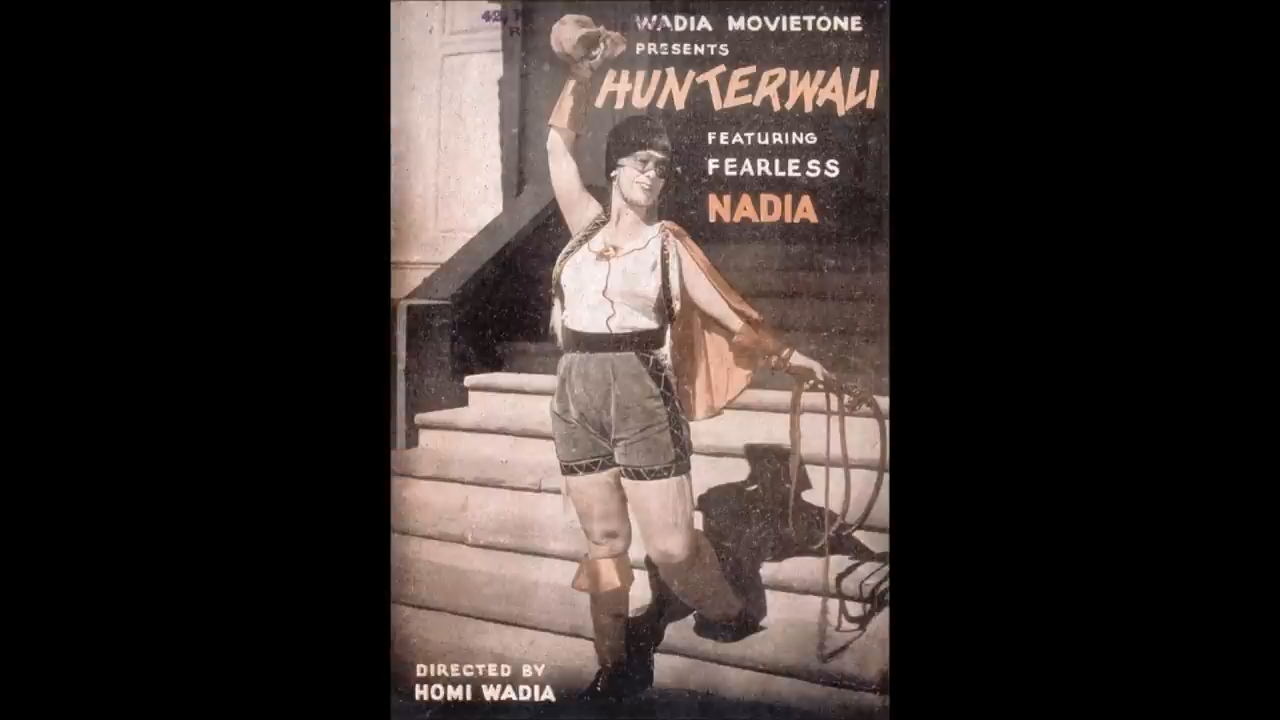 WADIA MOVIETONE
PRESENTS
HUNTERWALI
FEATURING
FEARLESS
NADIA
DIRECTED BY
HOMI WADIA